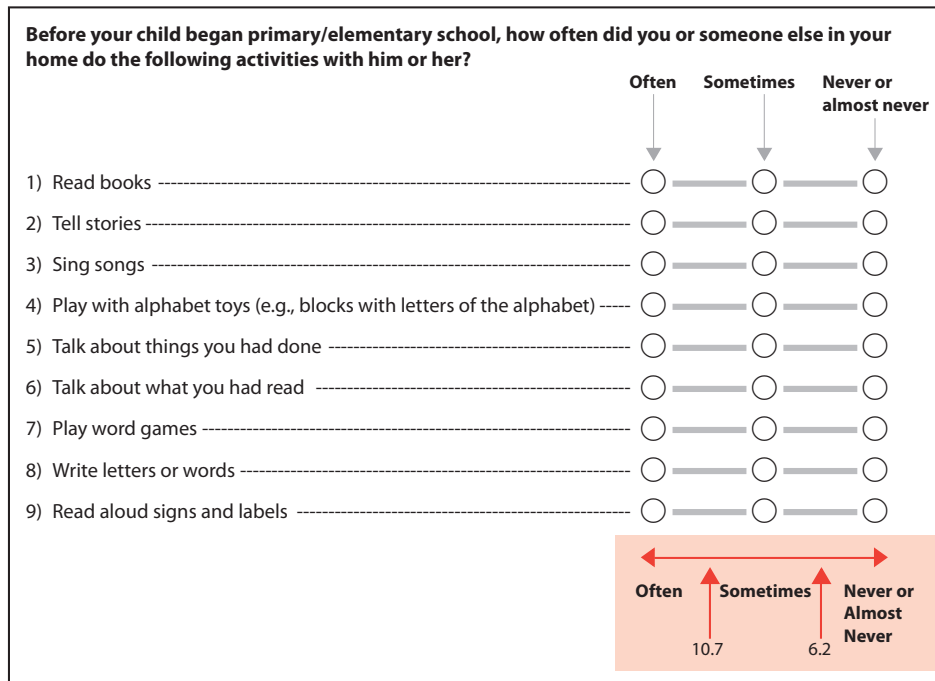 Before your child began primary/elementary school, how often did you or someone else in your
home do the following activities with him or her?
Often Sometimes Never or
almost never
1) Read books
2) Tell stories
3) Sing songs
4) Play with alphabet toys (e.g., blocks with letters of the alphabet)
5) Talk about things you had done
6) Talk about what you had read
7) Play word games
8) Write letters or words
9) Read aloud signs and labels
Often Sometimes Never or
Almost
Never
10.7 6.2